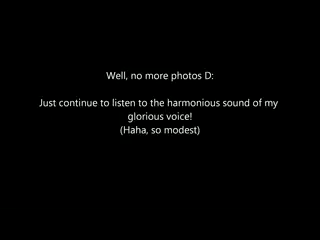 Well, no more photos D:
Just continue to listen to the harmonious sound of my
glorious voice!
(Haha, so modest)